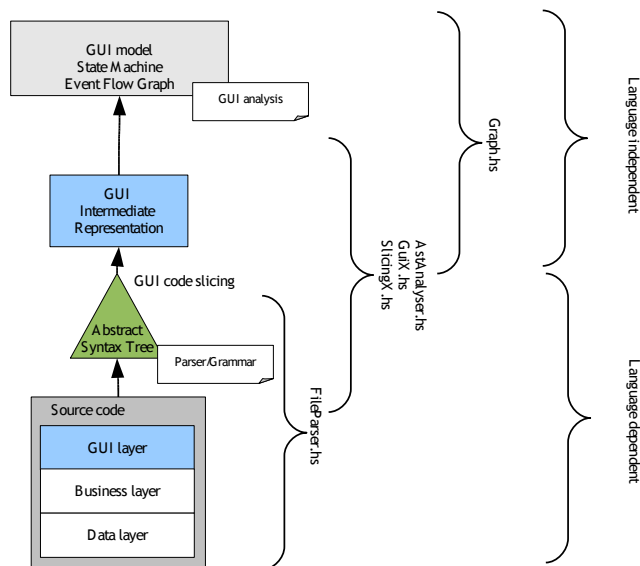 GUI model
State Machine
Event Flow Graph
GUI analysis
GUI
Intermediate
Representation
GUI code slicing
Abstract
Syntax Tree
Parser/Grammar
Source code
GUI layer
Business layer
Data layer
FileParser.hs
AstAnalyser.hs
GuiX.hs
SlicingX.hs
Graph.hs
Language independent
Language dependent